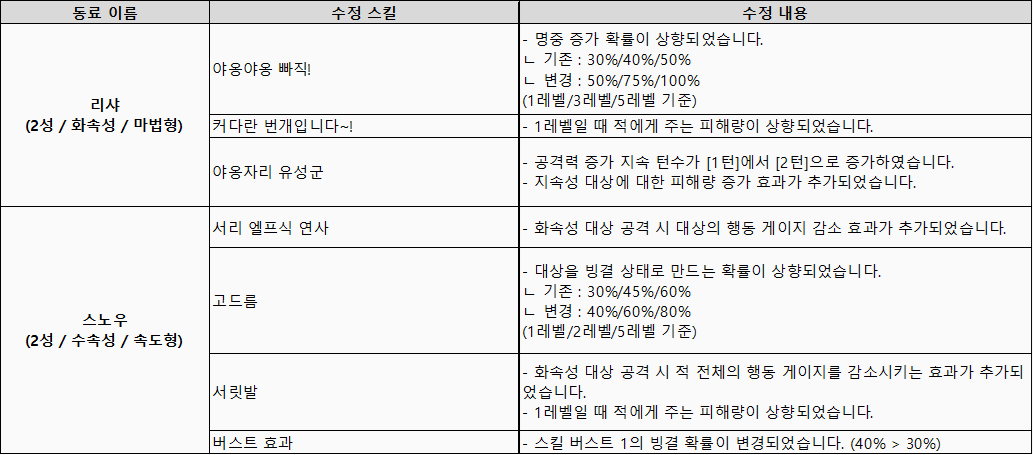 동료 이름 수정 스킬 수정 내용
리샤
(2성 / 화속성 / 마법형)
야옹야옹 빠직!
- 명중 증가 확률이 상향되었습니다.
ㄴ 기존 : 30%/40%/50%
ㄴ 변경 : 50%/75%/100%
(1레벨/3레벨/5레벨 기준)
커다란 번개입니다~!
- 1레벨일 때 적에게 주는 피해량이 상향되었습니다.
야옹자리 유성군
- 공격력 증가 지속 턴수가 [1턴]에서 [2턴]으로 증가하였습니다.
- 지속성 대상에 대한 피해량 증가 효과가 추가되었습니다.
스노우
(2성 / 수속성 / 속도형)
서리 엘프식 연사
- 화속성 대상 공격 시 대상의 행동 게이지 감소 효과가 추가되었습니다.
고드름
- 대상을 빙결 상태로 만드는 확률이 상향되었습니다.
ㄴ 기존 : 30%/45%/60%
ㄴ 변경 : 40%/60%/80%
(1레벨/2레벨/5레벨 기준)
서릿발
- 화속성 대상 공격 시 적 전체의 행동 게이지를 감소시키는 효과가 추가되
었습니다.
- 1레벨일 때 적에게 주는 피해량이 상향되었습니다.
버스트 효과
- 스킬 버스트 1의 빙결 확률이 변경되었습니다. (40% > 30%)